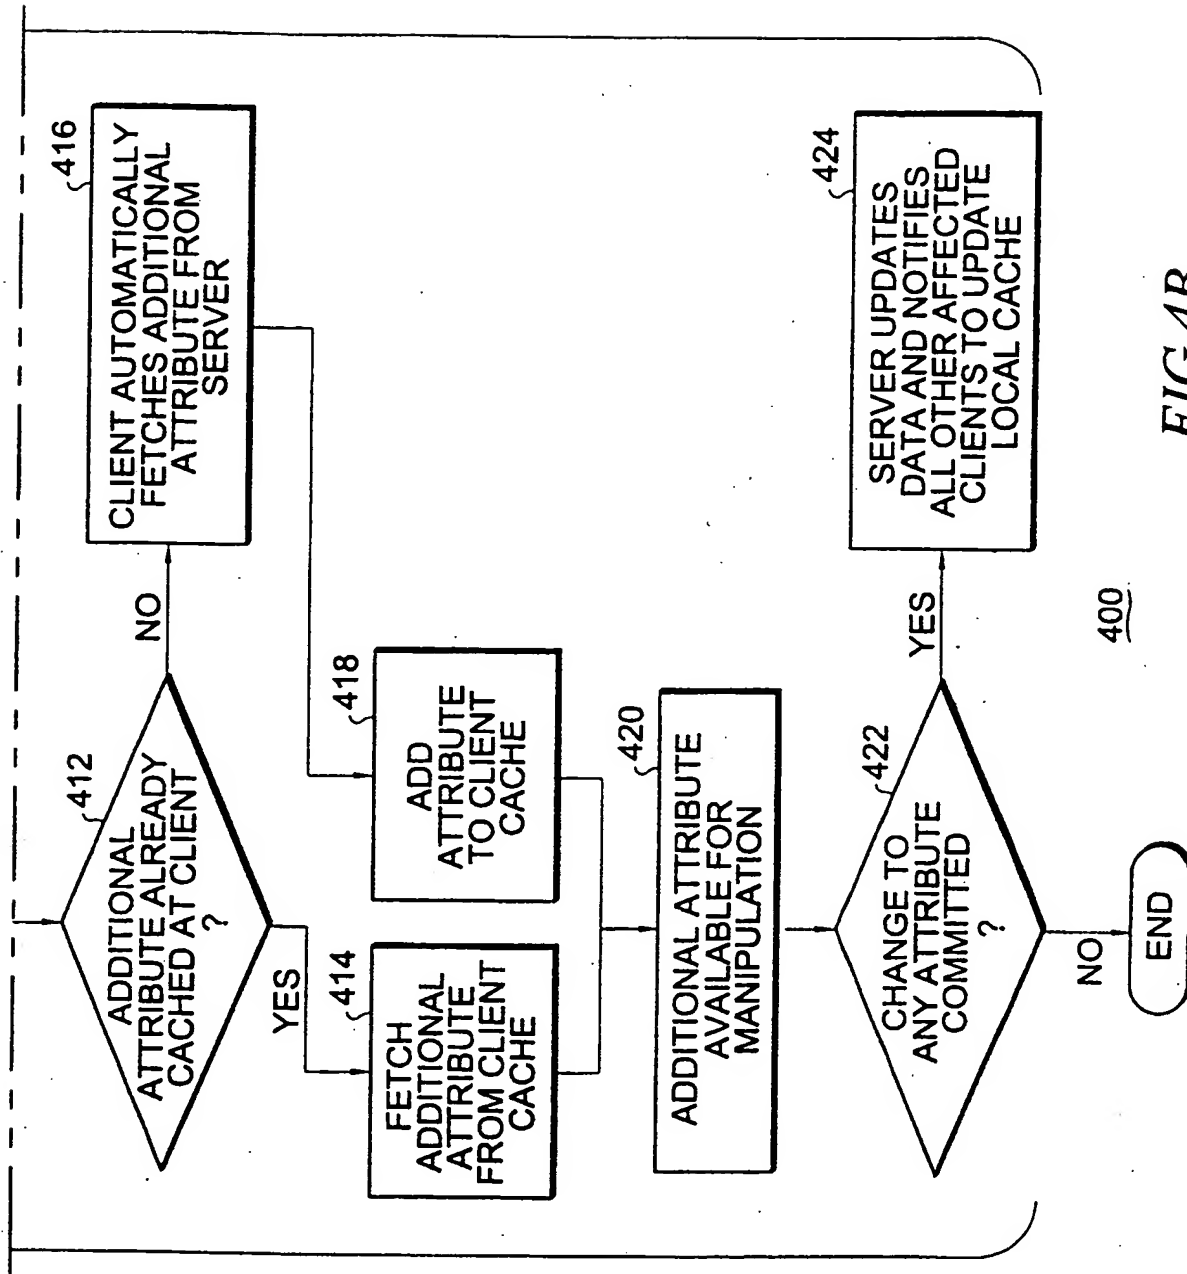 412
ADDITIONAL
ATTRIBUTE ALREADY
CACHED AT CLIENT
?
NO
416
CLIENT AUTOMATICALLY
FETCHES ADDITIONAL
ATTRIBUTE FROM
SERVER
YES
414
FETCH
ADDITIONAL
ATTRIBUTE
FROM CLIENT
CACHE
418
ADD
ATTRIBUTE
TO CLIENT
CACHE
420
ADDITIONAL ATTRIBUTE
AVAILABLE FOR
MANIPULATION
422
CHANGE TO
ANY ATTRIBUTE
COMMITTED
?
YES
424
SERVER UPDATES
DATA AND NOTIFIES
ALL OTHER AFFECTED
CLIENTS TO UPDATE
LOCAL CACHE
NO
END
400
FIG 4B